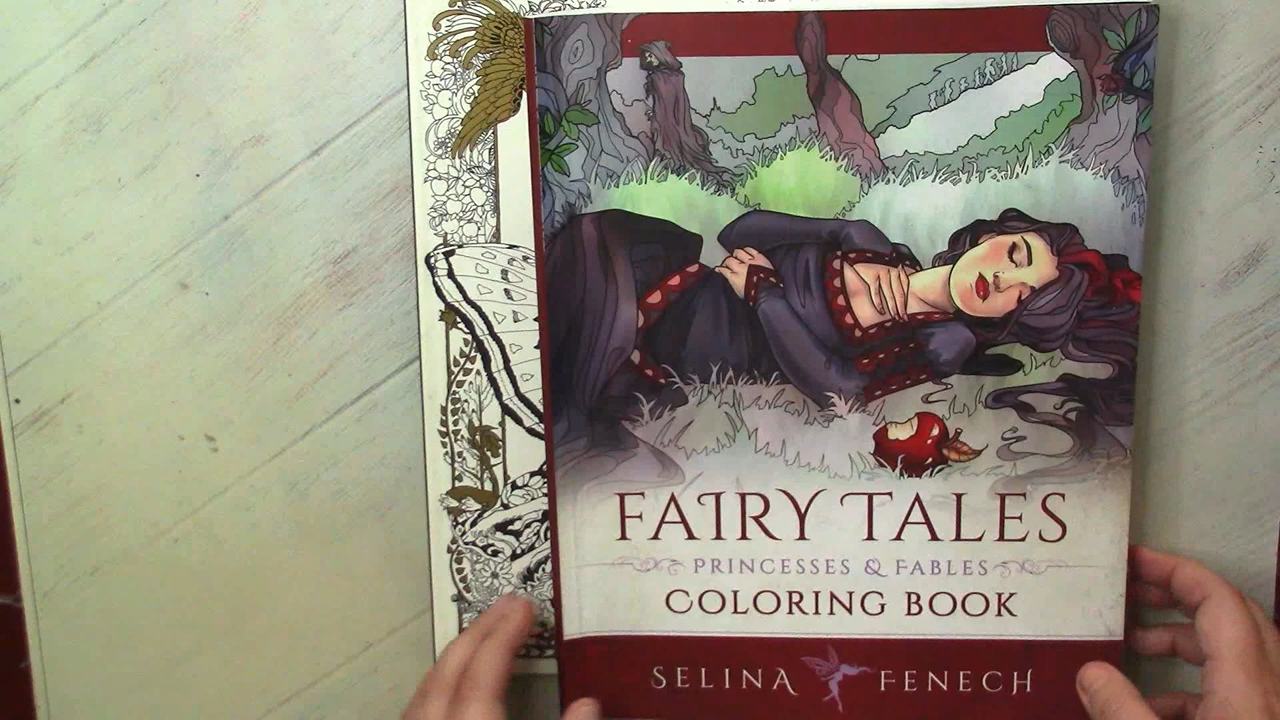 FAIRY TALES
PRINCESSES & FABLES
COLORING BOOK
SELINA FENECH